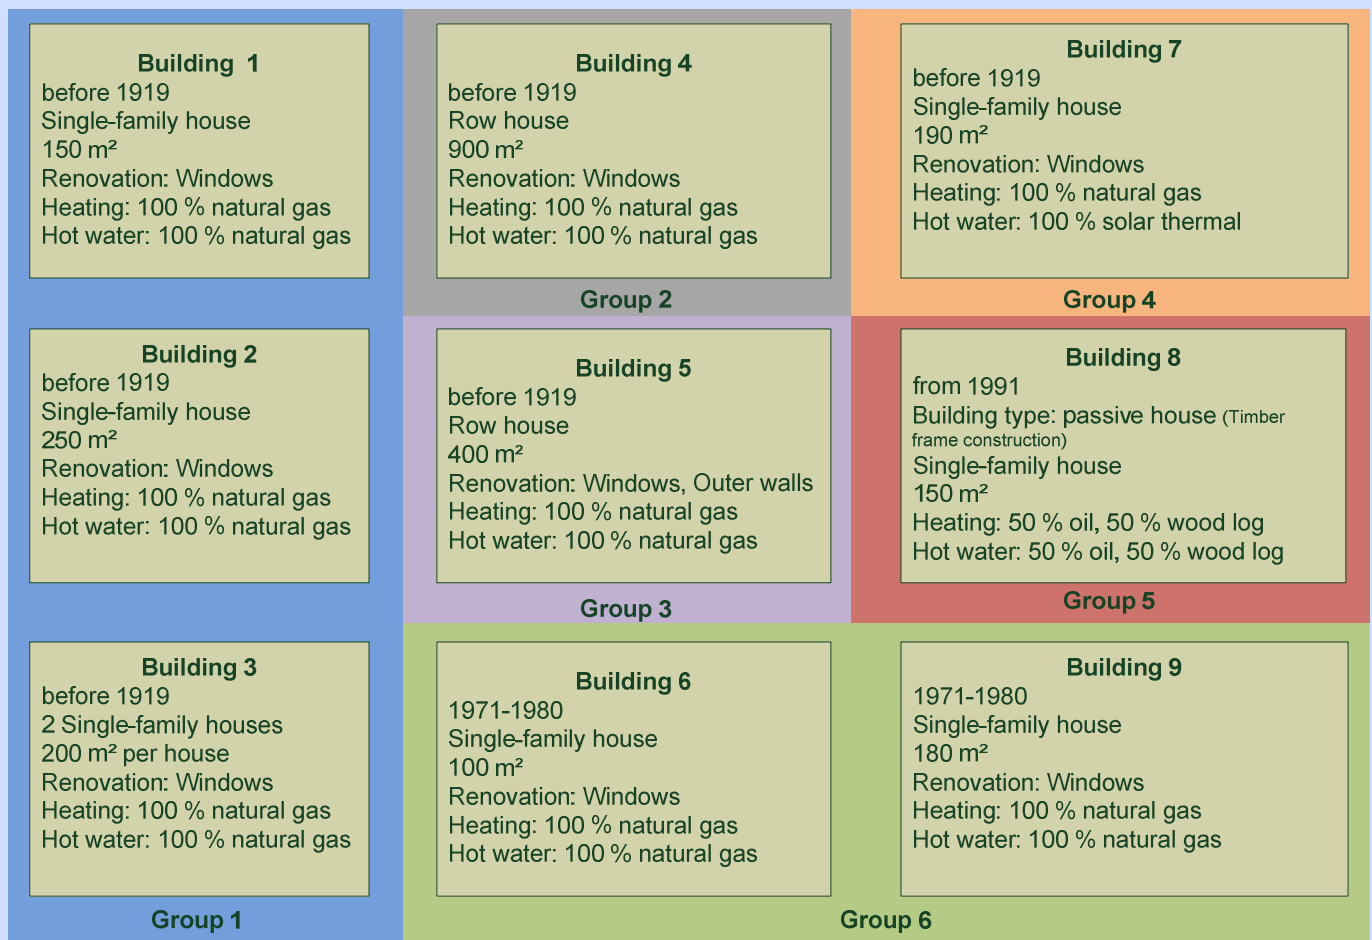 Building 1
before 1919
Single-family house
150 m²
Renovation: Windows
Heating: 100 % natural gas
Hot water: 100 % natural gas
Building 2
before 1919
Single-family house
250 m²
Renovation: Windows
Heating: 100 % natural gas
Hot water: 100 % natural gas
Building 3
before 1919
2 Single-family houses
200 m² per house
Renovation: Windows
Heating: 100 % natural gas
Hot water: 100 % natural gas
Group 1
Building 4
before 1919
Row house
900 m²
Renovation: Windows
Heating: 100 % natural gas
Hot water: 100 % natural gas
Group 2
Building 5
before 1919
Row house
400 m²
Renovation: Windows, Outer walls
Heating: 100 % natural gas
Hot water: 100 % natural gas
Group 3
Building 7
before 1919
Single-family house
190 m²
Renovation: Windows
Heating: 100 % natural gas
Hot water: 100 % solar thermal
Group 4
Building 8
from 1991
Building type: passive house (Timber
frame construction)
Single-family house
150 m²
Heating: 50 % oil, 50 % wood log
Hot water: 50 % oil, 50 % wood log
Group 5
Building 6
1971-1980
Single-family house
100 m²
Renovation: Windows
Heating: 100 % natural gas
Hot water: 100 % natural gas
Building 9
1971-1980
Single-family house
180 m²
Renovation: Windows
Heating: 100 % natural gas
Hot water: 100 % natural gas
Group 6